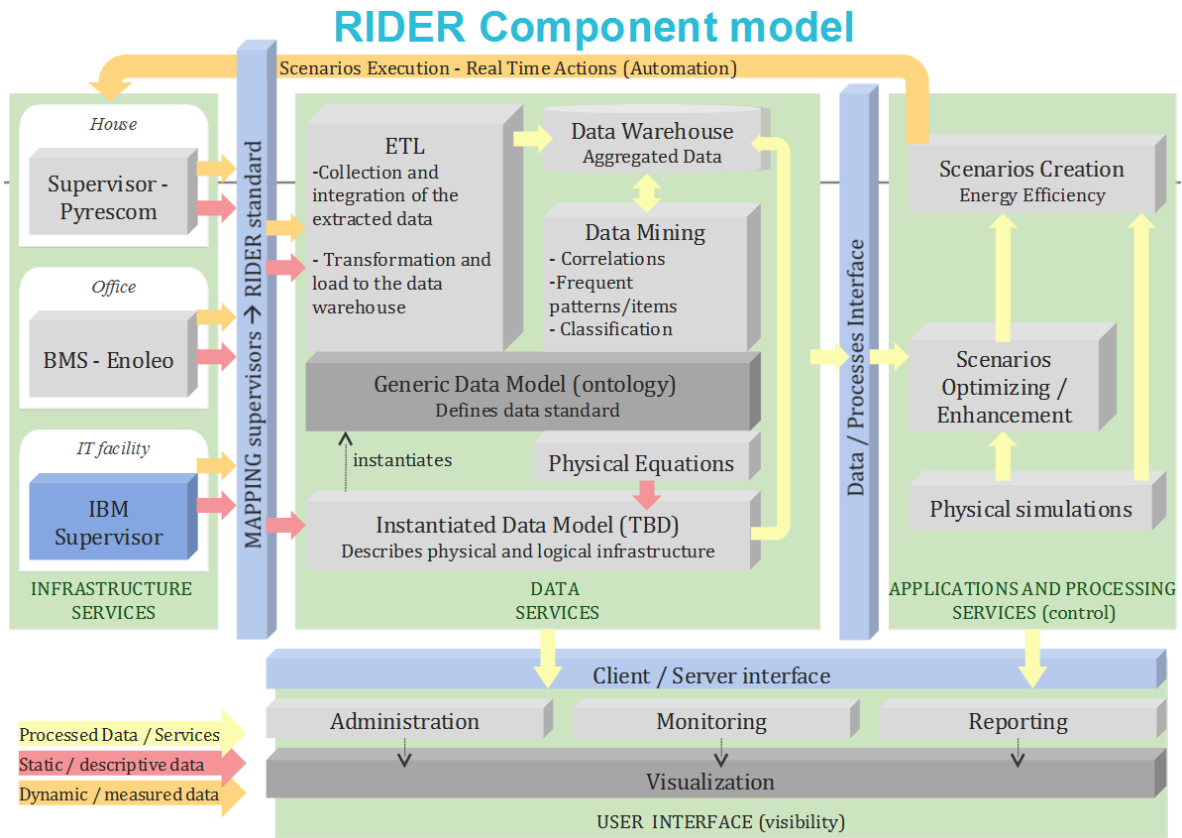 RIDER Component model
Scenarios Execution - Real Time Actions (Automation)
House
Supervisor -
Pyrescom
Office
BMS - Enoleo
IT facility
IBM
Supervisor
INFRASTRUCTURE
SERVICES
MAPPING supervisors → RIDER standard
ETL
-Collection and
integration of the
extracted data
- Transformation and
load to the data
warehouse
Data Warehouse
Aggregated Data
Data Mining
- Correlations
-Frequent
patterns/items
- Classification
Generic Data Model (ontology)
Defines data standard
instantiates
Physical Equations
Instantiated Data Model (TBD)
Describes physical and logical infrastructure
DATA
SERVICES
Data / Processes Interface
Scenarios Creation
Energy Efficiency
Scenarios
Optimizing /
Enhancement
Physical simulations
APPLICATIONS AND PROCESSING
SERVICES (control)
Client / Server interface
Administration
Monitoring
Reporting
Visualization
USER INTERFACE (visibility)
Processed Data / Services
Static / descriptive data
Dynamic / measured data